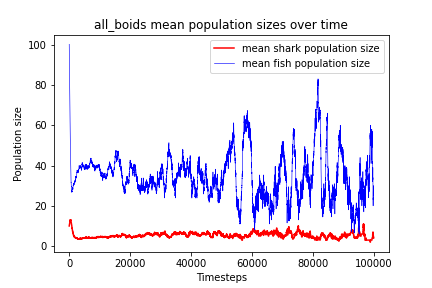 all_boids mean population sizes over time
mean shark population size
mean fish population size
Population size
100
80
60
40
20
0
0
20000
40000
60000
80000
100000
Timesteps